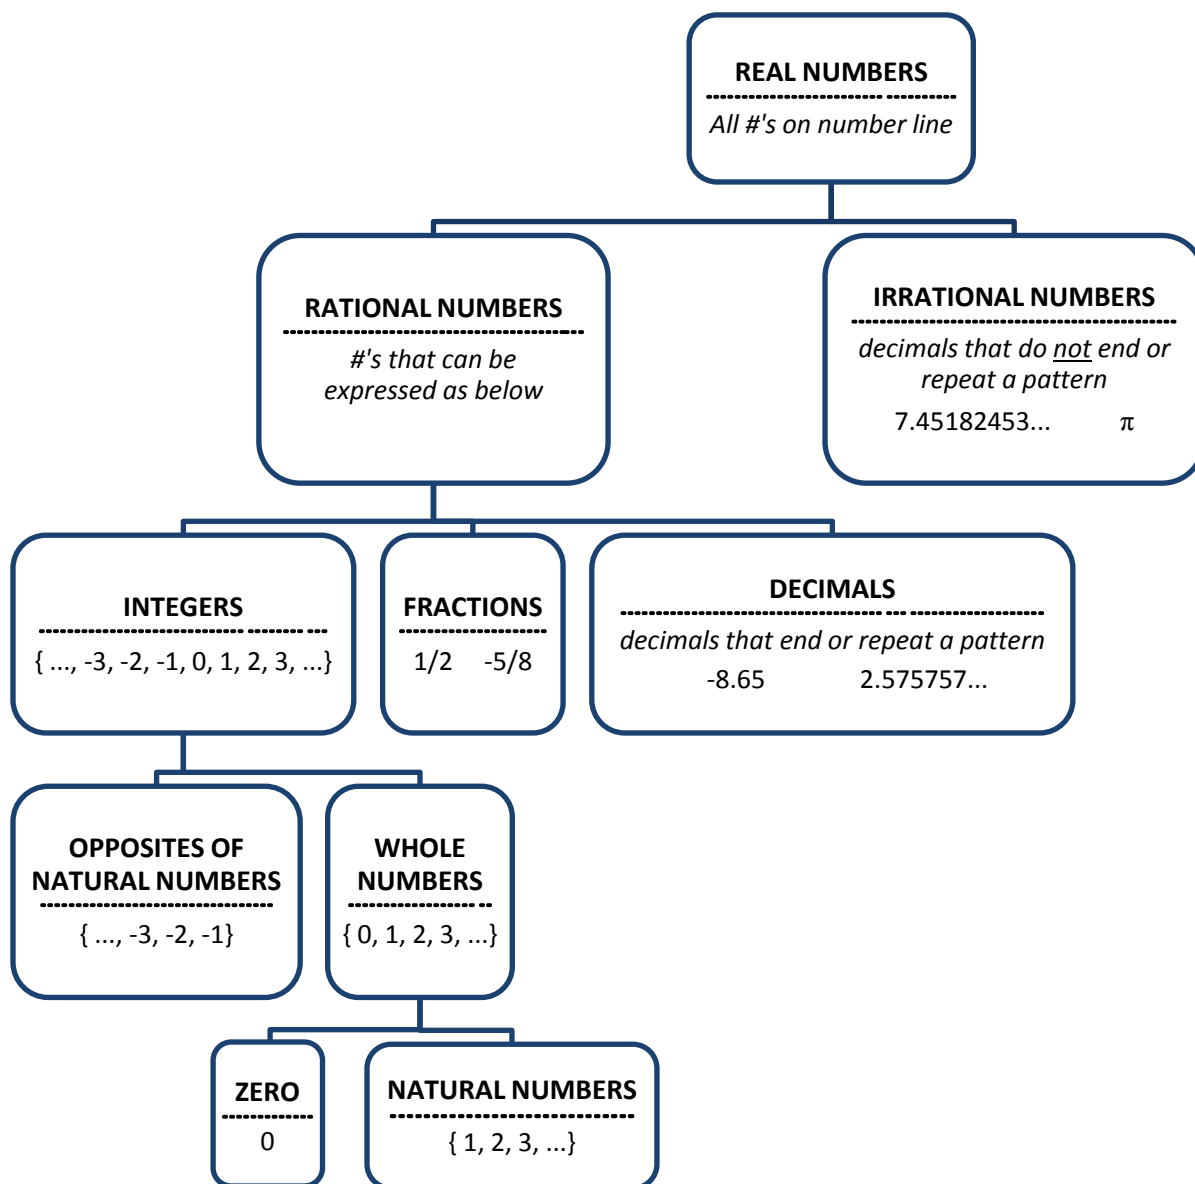 REAL NUMBERS
All #'s on number line
RATIONAL NUMBERS
#'s that can be
expressed as below
IRRATIONAL NUMBERS
decimals that do not end or
repeat a pattern
7.45182453... π
INTEGERS
{ ..., -3, -2, -1, 0, 1, 2, 3, ...}
FRACTIONS
1/2 -5/8
DECIMALS
decimals that end or repeat a pattern
-8.65 2.575757...
OPPOSITES OF
NATURAL NUMBERS
{ ..., -3, -2, -1}
WHOLE
NUMBERS
{ 0, 1, 2, 3, ...}
ZERO
0
NATURAL NUMBERS
{ 1, 2, 3, ...}